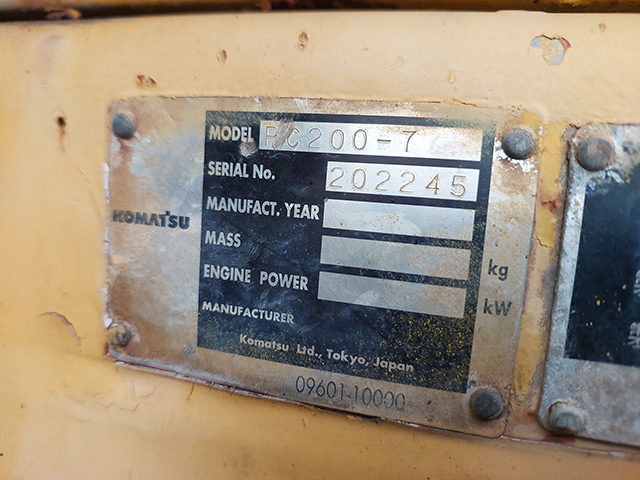 MODEL PC200-7
SERIAL No. 202245
MANUFACT. YEAR
KOMATSU
MASS kg
ENGINE POWER kW
MANUFACTURER
Komatsu Ltd., Tokyo, Japan
09601-10000